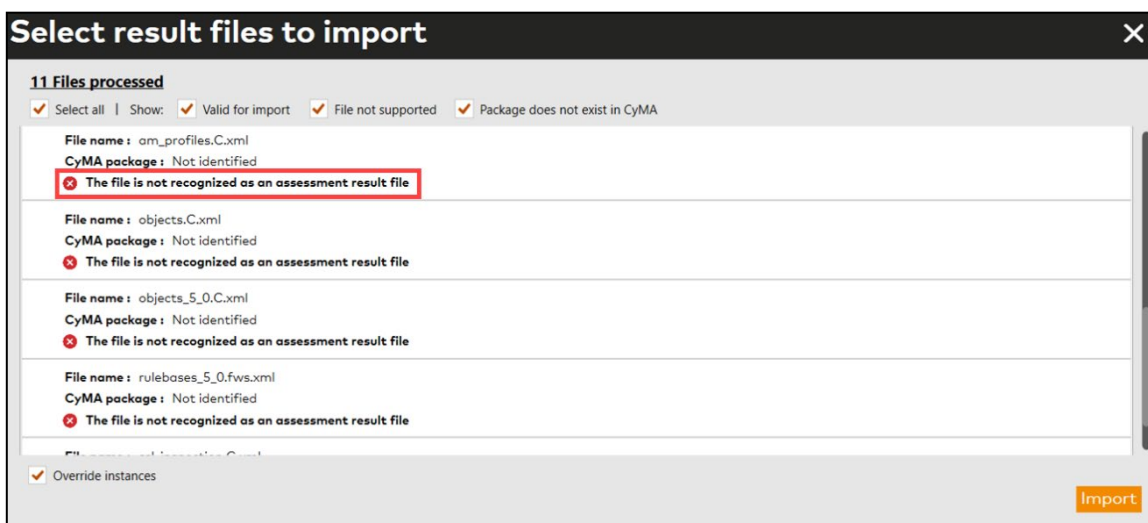 Select result files to import
11 Files processed
Select all | Show: Valid for import File not supported Package does not exist in CyMA
File name : am_profiles.C.xml
CyMA package : Not identified
The file is not recognized as an assessment result file
File name : objects.C.xml
CyMA package : Not identified
The file is not recognized as an assessment result file
File name : objects_5_0.C.xml
CyMA package : Not identified
The file is not recognized as an assessment result file
File name : rulebases_5_0.fws.xml
CyMA package : Not identified
The file is not recognized as an assessment result file
Override instances
Import